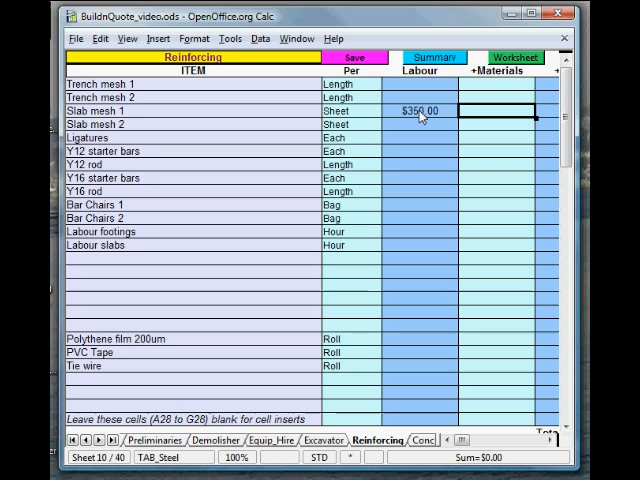 BuildnQuote_video.ods - OpenOffice.org Calc
File Edit View Insert Format Tools Data Window Help
Reinforcing Save Summary Worksheet
ITEM Per Labour +Materials +
Trench mesh 1 Length
Trench mesh 2 Length
Slab mesh 1 Sheet $350.00
Slab mesh 2 Sheet
Ligatures Each
Y12 starter bars Each
Y12 rod Length
Y16 starter bars Each
Y16 rod Length
Bar Chairs 1 Bag
Bar Chairs 2 Bag
Labour footings Hour
Labour slabs Hour
Polythene film 200um Roll
PVC Tape Roll
Tie wire Roll
Leave these cells (A28 to G28) blank for cell inserts
Preliminaries Demolisher Equip_Hire Excavator Reinforcing Conc
Sheet 10 / 40 TAB_Steel 100% STD * Sum=$0.00